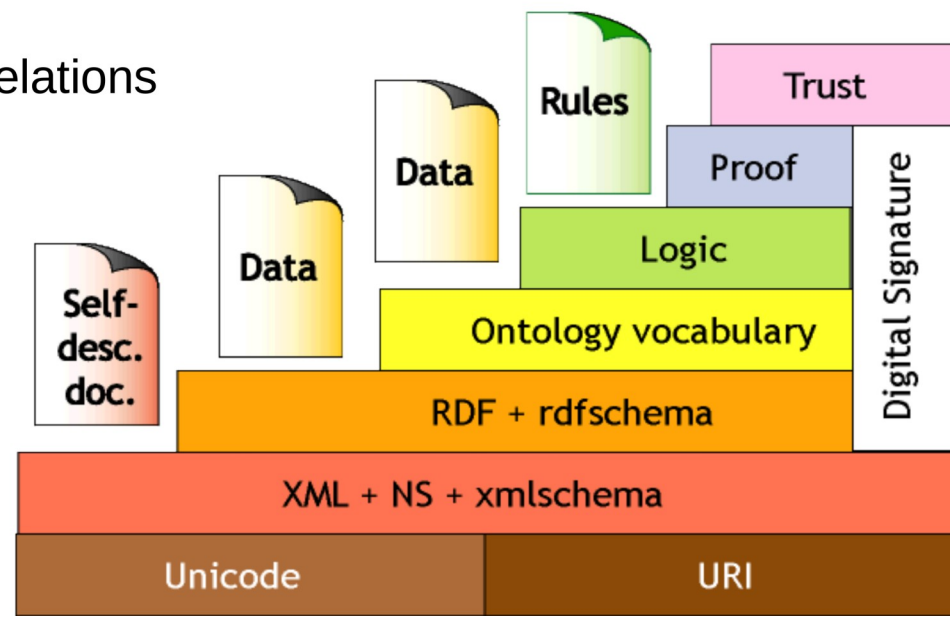 elations
Rules
Trust
Data
Proof
Data
Logic
Self-
desc.
doc.
Ontology vocabulary
Digital Signature
RDF + rdfschema
XML + NS + xmlschema
Unicode
URI